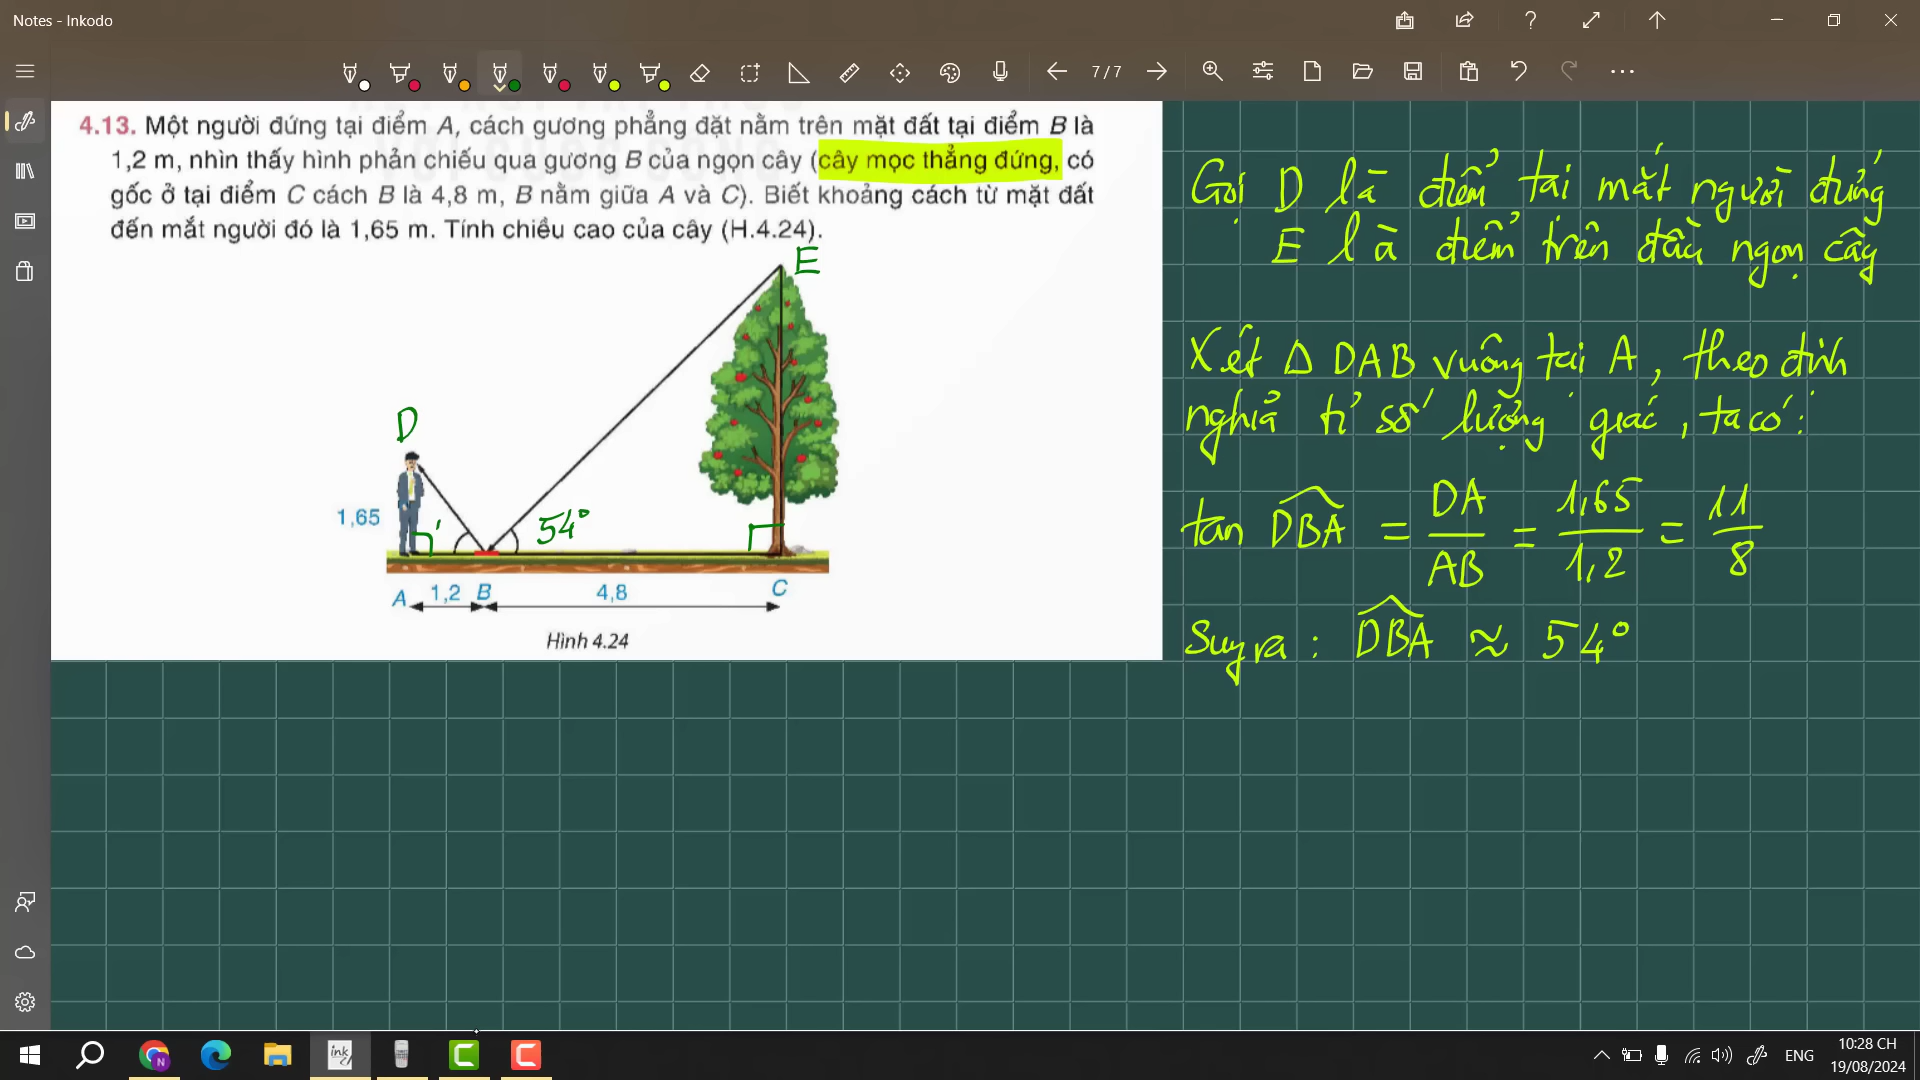 Notes - Inkodo
7 / 7
4.13. Một người đứng tại điểm A, cách gương phẳng đặt nằm trên mặt đất tại điểm B là
1,2 m, nhìn thấy hình phản chiếu qua gương B của ngọn cây (cây mọc thẳng đứng, có
gốc ở tại điểm C cách B là 4,8 m, B nằm giữa A và C). Biết khoảng cách từ mặt đất
đến mắt người đó là 1,65 m. Tính chiều cao của cây (H.4.24).
E
D
1,65
54°
A 1,2 B 4,8 C
Hình 4.24
Gọi D là điểm tại mắt người đứng
E là điểm trên đầu ngọn cây
Xét Δ DAB vuông tại A, theo định
nghĩa tỉ số lượng giác, ta có:
tan DBA = DA/AB = 1,65/1,2 = 11/8
Suy ra : DBA ≈ 54°
ink
ENG
10:28 CH
19/08/2024